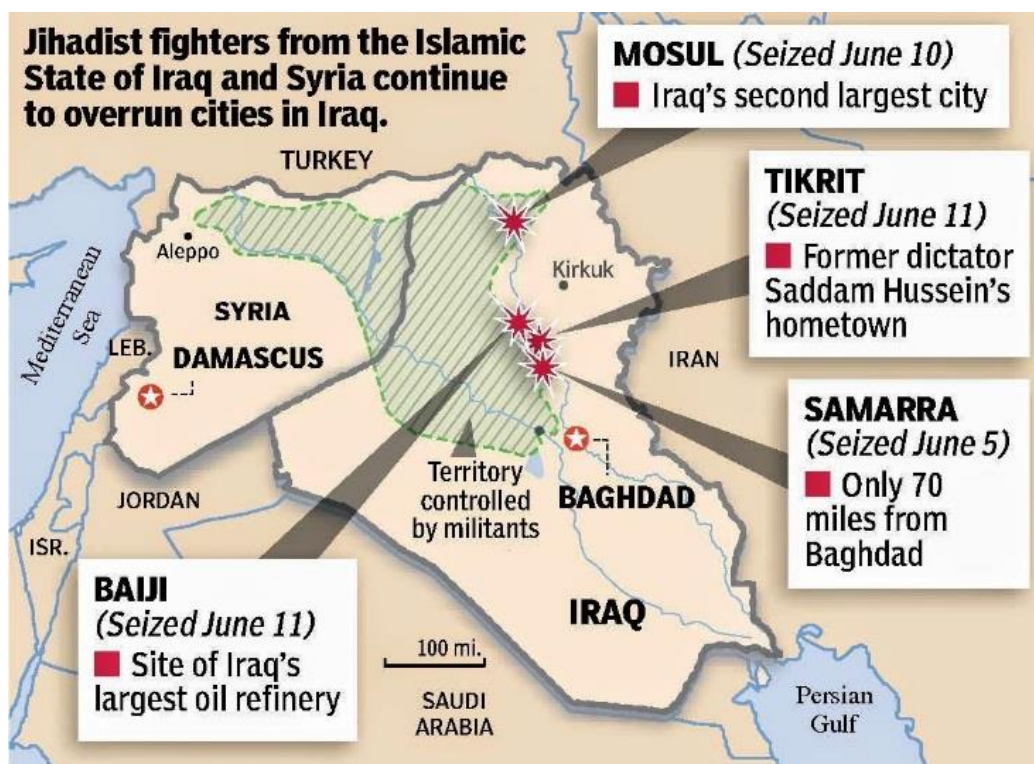 Jihadist fighters from the Islamic
State of Iraq and Syria continue
to overrun cities in Iraq.
MOSUL (Seized June 10)
Iraq's second largest city
TIKRIT
(Seized June 11)
Former dictator
Saddam Hussein's
hometown
SAMARRA
(Seized June 5)
Only 70
miles from
Baghdad
BAIJI
(Seized June 11)
Site of Iraq's
largest oil refinery
TURKEY
Aleppo
Kirkuk
Mediterranean
Sea
SYRIA
LEB.
DAMASCUS
IRAN
Territory
controlled
by militants
BAGHDAD
JORDAN
ISR.
IRAQ
100 mi.
SAUDI
ARABIA
Persian
Gulf